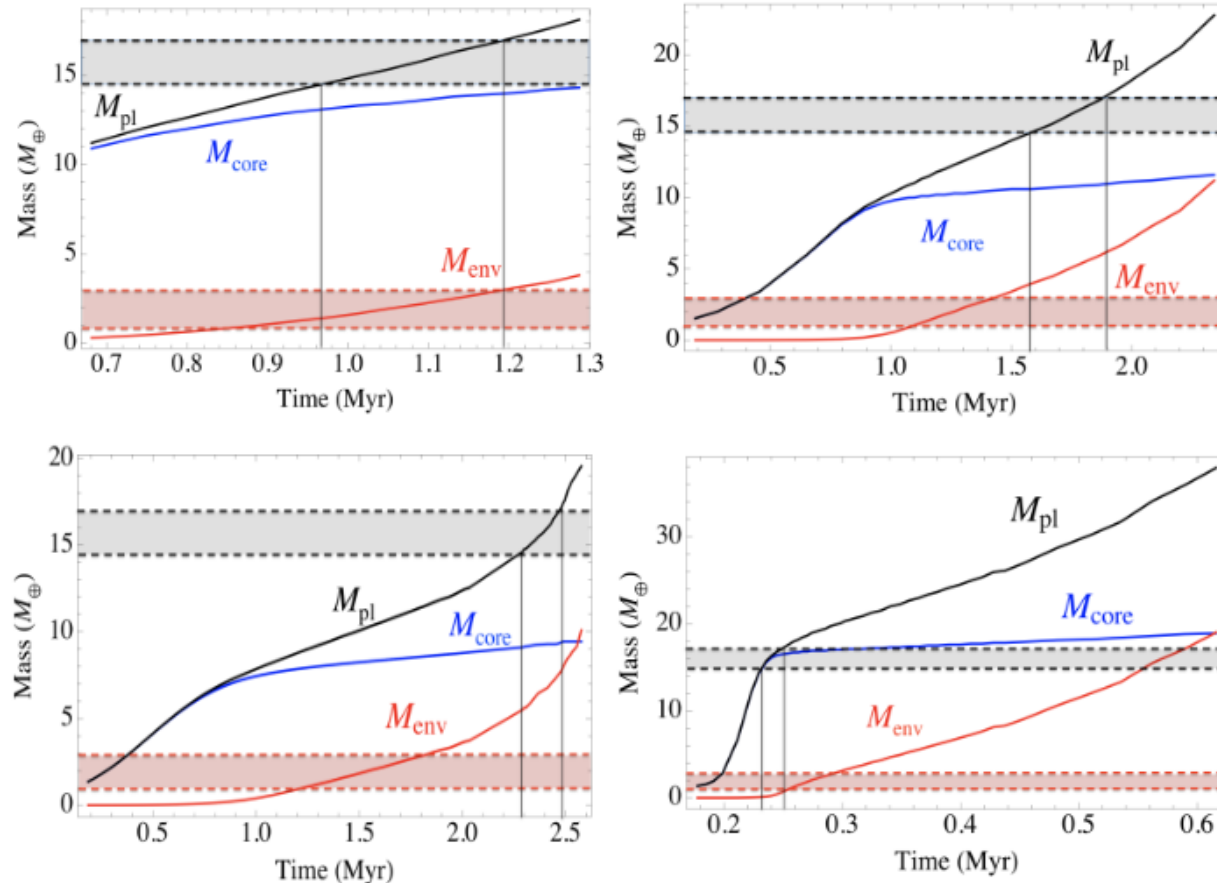 M_pl
M_core
M_env
Mass (M_⊕)
15
10
5
0
0.7 0.8 0.9 1.0 1.1 1.2 1.3
Time (Myr)
M_pl
M_core
M_env
Mass (M_⊕)
20
15
10
5
0
0.5 1.0 1.5 2.0
Time (Myr)
M_pl
M_core
M_env
Mass (M_⊕)
20
15
10
5
0
0.5 1.0 1.5 2.0 2.5
Time (Myr)
M_pl
M_core
M_env
Mass (M_⊕)
30
20
10
0
0.2 0.3 0.4 0.5 0.6
Time (Myr)